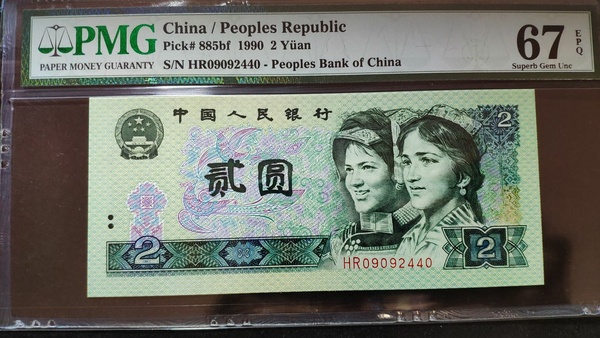 PMG
PAPER MONEY GUARANTY
China / Peoples Republic
Pick# 885bf 1990 2 Yüan
S/N HR09092440 - Peoples Bank of China
67 EPQ
Superb Gem Unc
中国人民银行
2
贰圆
2
HR09092440
2